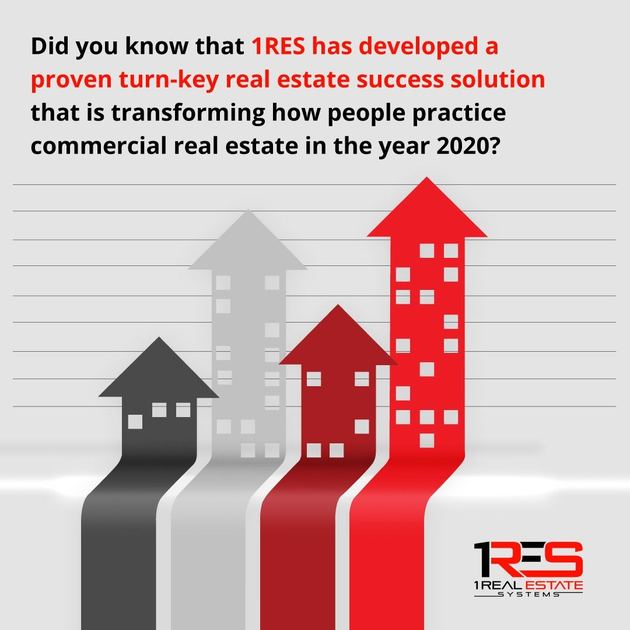 Did you know that 1RES has developed a
proven turn-key real estate success solution
that is transforming how people practice
commercial real estate in the year 2020?
1RES
1 REAL ESTATE
SYSTEMS